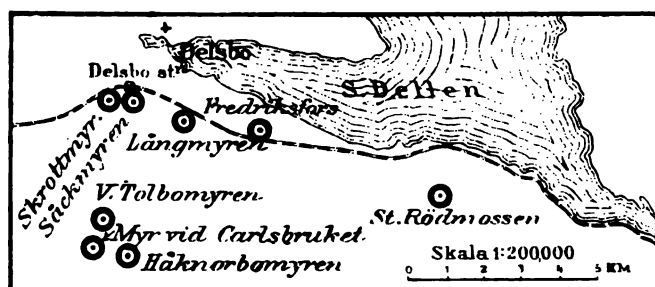 Delsbo
Delsbo stn
S. Dellen
Fredriksfors
Skrottmyr.
Säckmyren
Långmyren
V. Tolbomyren
St. Rödmossen
Myr vid Carlsbruket
Håknorbomyren
Skala 1:200,000
0 1 2 3 4 5 KM